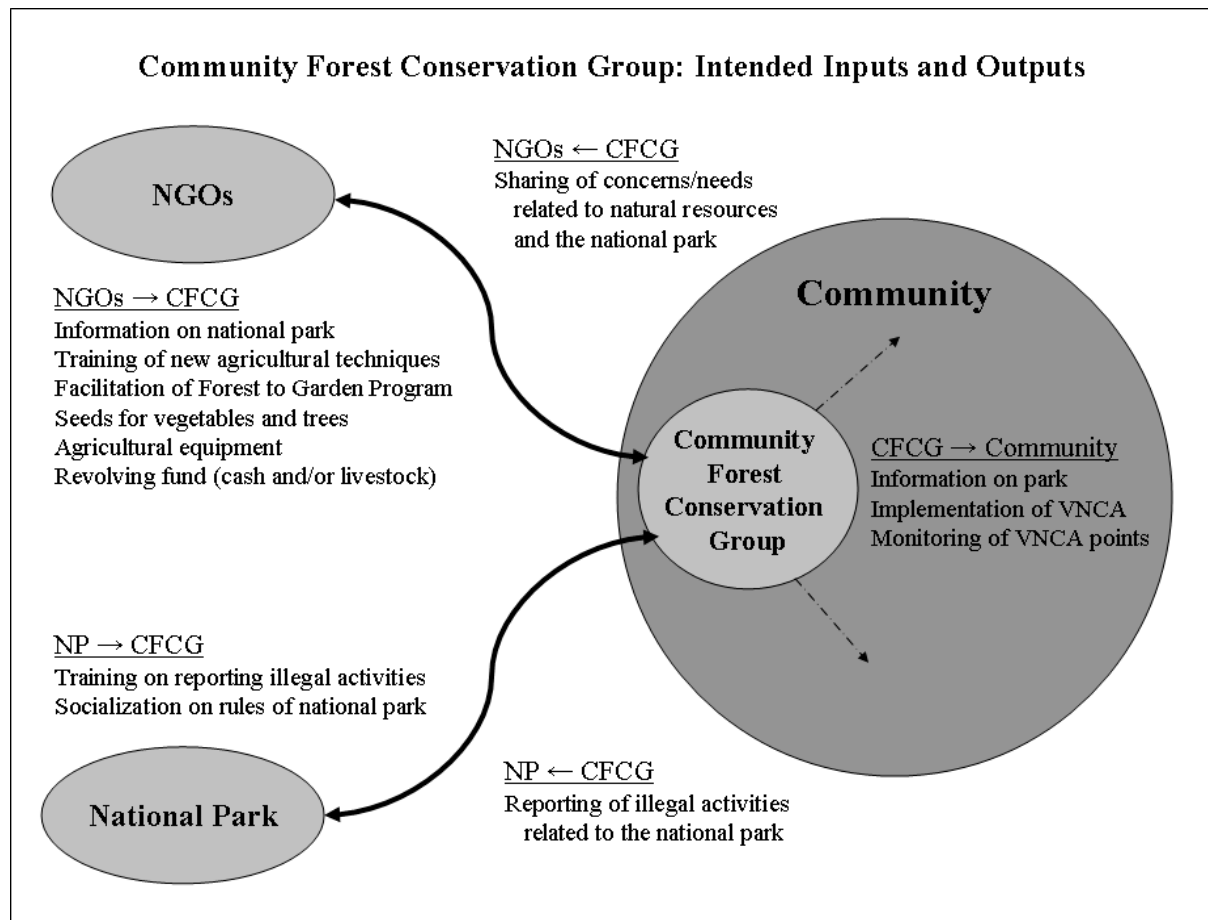 Community Forest Conservation Group: Intended Inputs and Outputs
NGOs
NGOs ← CFCG
Sharing of concerns/needs
related to natural resources
and the national park
NGOs → CFCG
Information on national park
Training of new agricultural techniques
Facilitation of Forest to Garden Program
Seeds for vegetables and trees
Agricultural equipment
Revolving fund (cash and/or livestock)
Community
Community
Forest
Conservation
Group
CFCG → Community
Information on park
Implementation of VNCA
Monitoring of VNCA points
NP → CFCG
Training on reporting illegal activities
Socialization on rules of national park
National Park
NP ← CFCG
Reporting of illegal activities
related to the national park